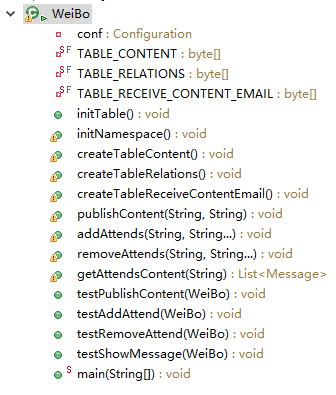 WeiBo
conf : Configuration
TABLE_CONTENT : byte[]
TABLE_RELATIONS : byte[]
TABLE_RECEIVE_CONTENT_EMAIL : byte[]
initTable() : void
initNamespace() : void
createTableContent() : void
createTableRelations() : void
createTableReceiveContentEmail() : void
publishContent(String, String) : void
addAttends(String, String...) : void
removeAttends(String, String...) : void
getAttendsContent(String) : List<Message>
testPublishContent(WeiBo) : void
testAddAttend(WeiBo) : void
testRemoveAttend(WeiBo) : void
testShowMessage(WeiBo) : void
main(String[]) : void